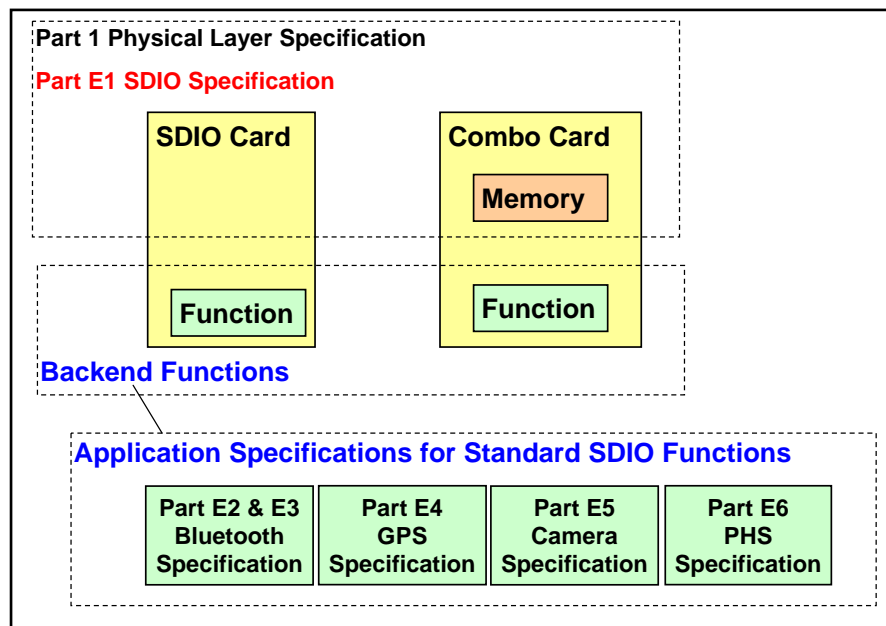 Part 1 Physical Layer Specification
Part E1 SDIO Specification
SDIO Card
Combo Card
Memory
Function
Function
Backend Functions
Application Specifications for Standard SDIO Functions
Part E2 & E3
Bluetooth
Specification
Part E4
GPS
Specification
Part E5
Camera
Specification
Part E6
PHS
Specification